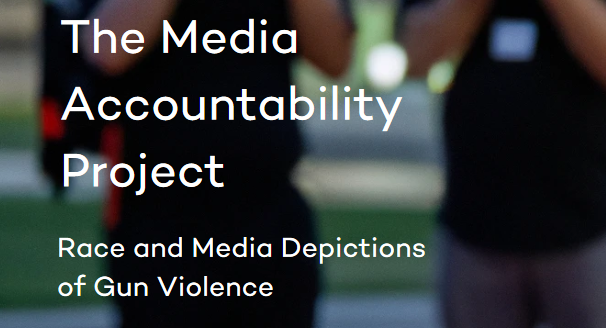 The Media
Accountability
Project
Race and Media Depictions
of Gun Violence